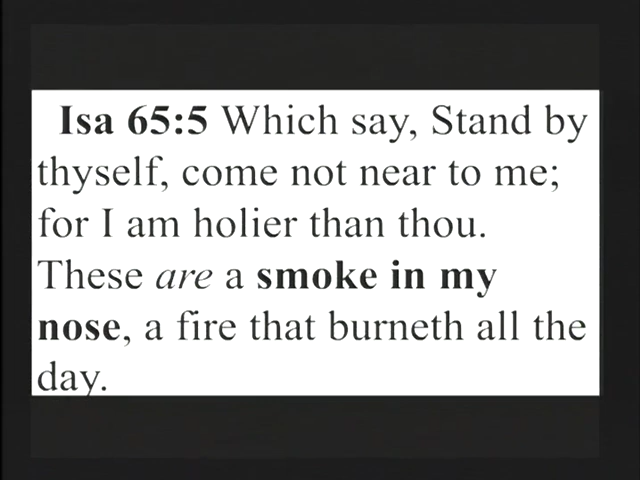 Isa 65:5 Which say, Stand by
thyself, come not near to me;
for I am holier than thou.
These are a smoke in my
nose, a fire that burneth all the
day.